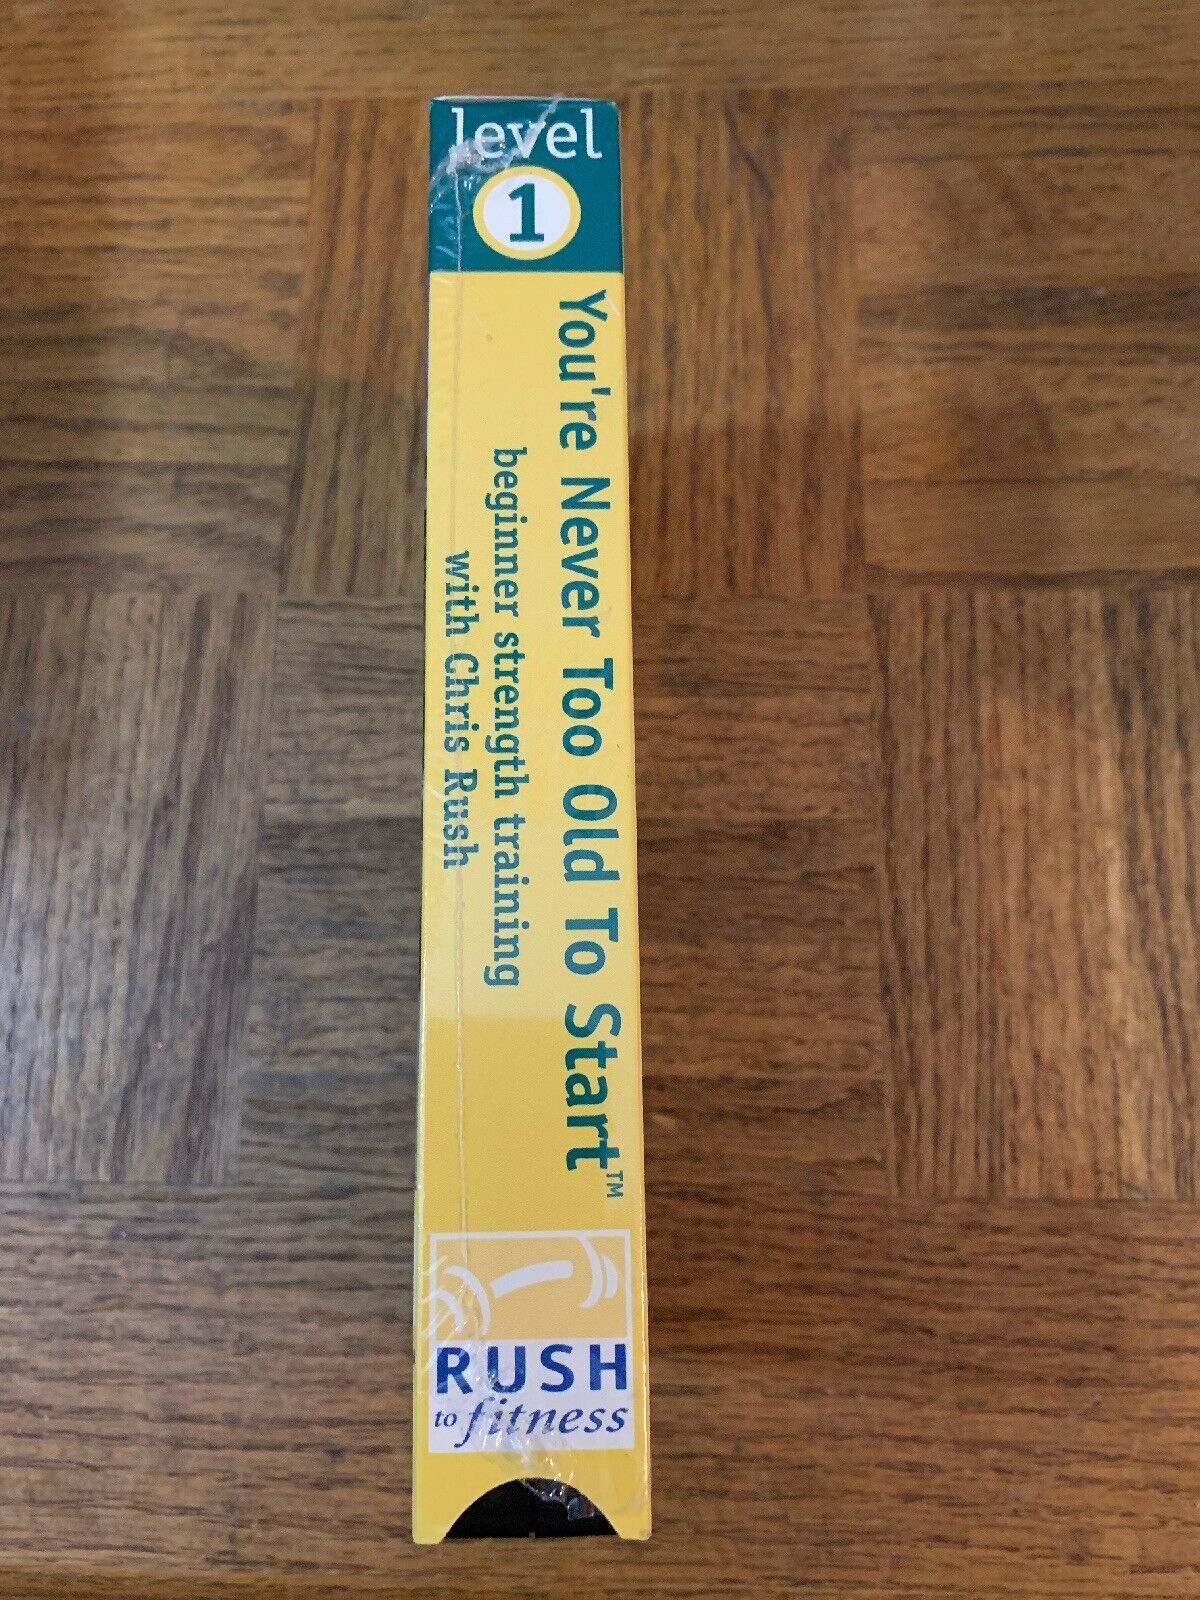 level
1
You're Never Too Old To Start™
beginner strength training
with Chris Rush
RUSH
to fitness